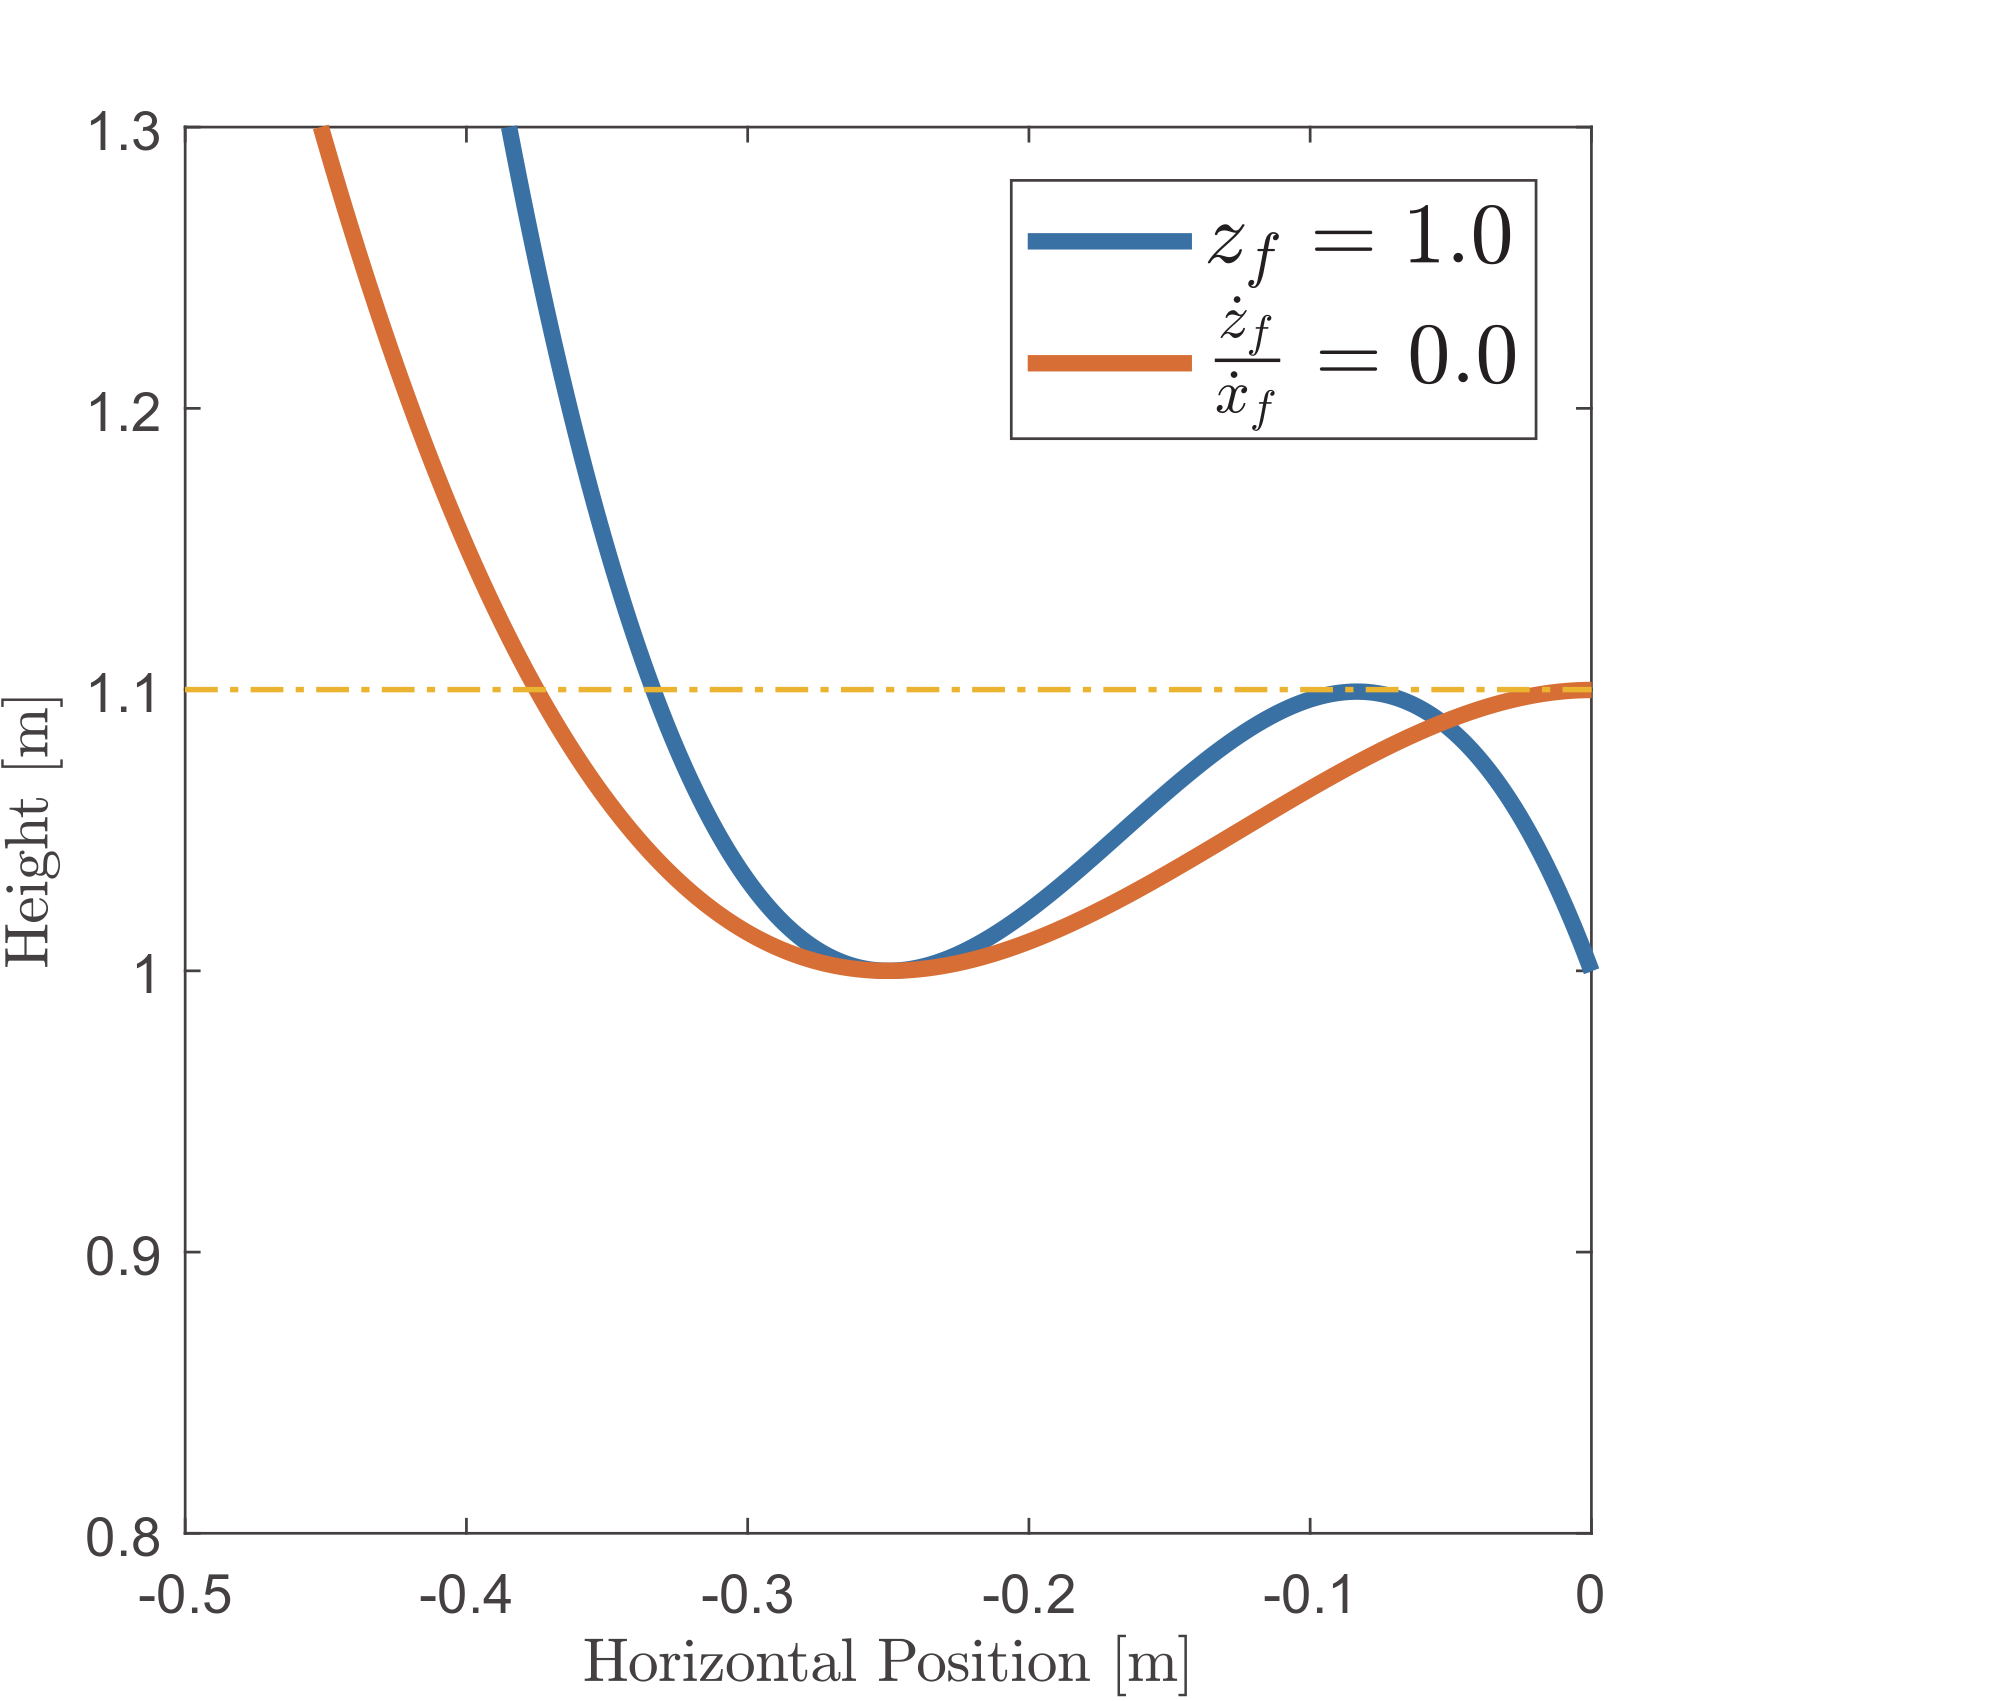 1.3
1.2
1.1
1
0.9
0.8
Height [m]
z_f = 1.0
ż_f / ẋ_f = 0.0
-0.5 -0.4 -0.3 -0.2 -0.1 0
Horizontal Position [m]